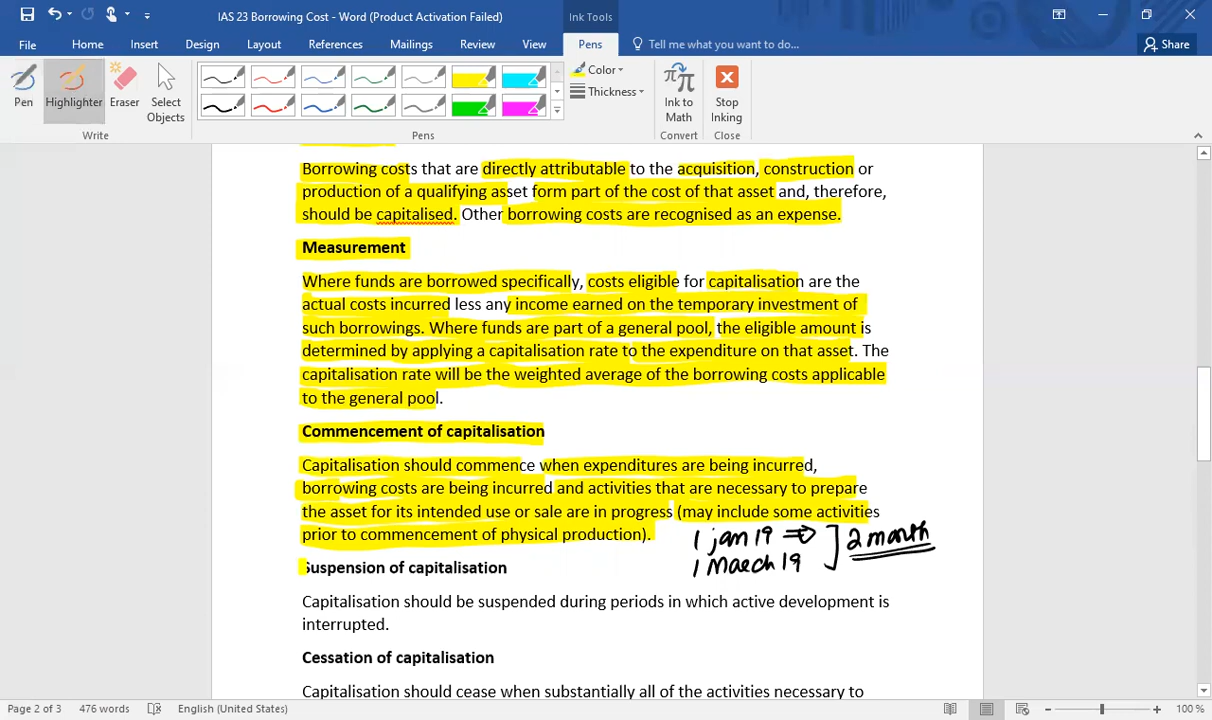 IAS 23 Borrowing Cost - Word (Product Activation Failed)
Ink Tools
File
Home
Insert
Design
Layout
References
Mailings
Review
View
Pens
Tell me what you want to do...
Share
Pen
Highlighter
Eraser
Select Objects
Color
Thickness
Ink to Math
Stop Inking
Write
Pens
Convert
Close
Borrowing costs that are directly attributable to the acquisition, construction or
production of a qualifying asset form part of the cost of that asset and, therefore,
should be capitalised. Other borrowing costs are recognised as an expense.
Measurement
Where funds are borrowed specifically, costs eligible for capitalisation are the
actual costs incurred less any income earned on the temporary investment of
such borrowings. Where funds are part of a general pool, the eligible amount is
determined by applying a capitalisation rate to the expenditure on that asset. The
capitalisation rate will be the weighted average of the borrowing costs applicable
to the general pool.
Commencement of capitalisation
Capitalisation should commence when expenditures are being incurred,
borrowing costs are being incurred and activities that are necessary to prepare
the asset for its intended use or sale are in progress (may include some activities
prior to commencement of physical production).
1 jan 19 ⇒
1 Maech 19
2 month
Suspension of capitalisation
Capitalisation should be suspended during periods in which active development is
interrupted.
Cessation of capitalisation
Capitalisation should cease when substantially all of the activities necessary to
Page 2 of 3
476 words
English (United States)
100 %